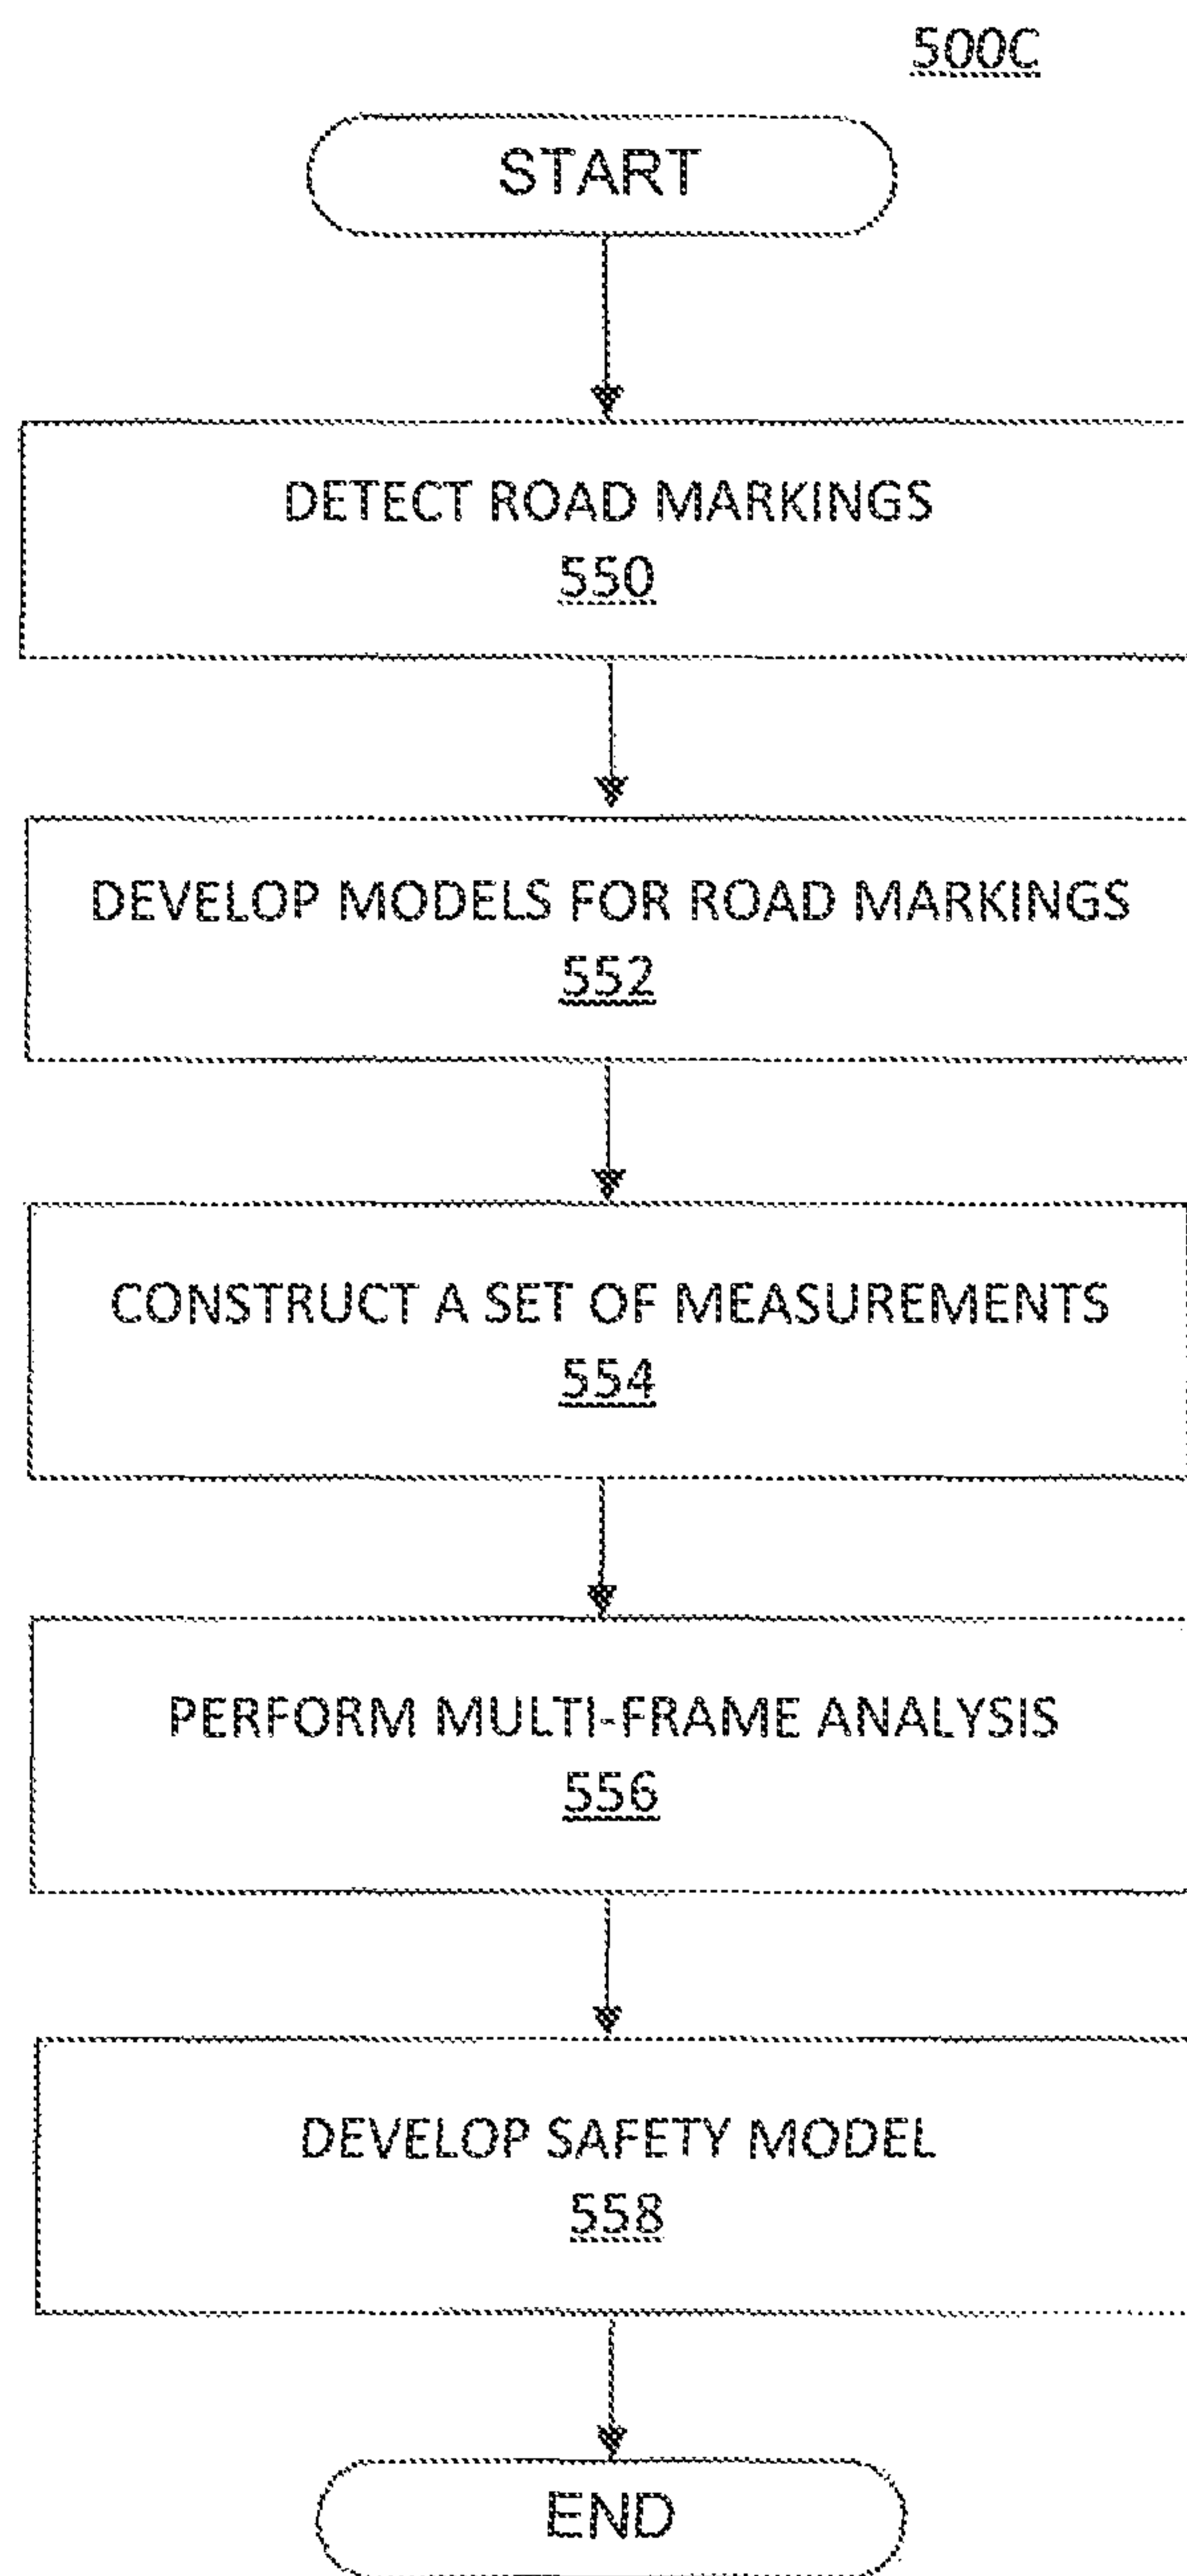 500C
START
DETECT ROAD MARKINGS
550
DEVELOP MODELS FOR ROAD MARKINGS
552
CONSTRUCT A SET OF MEASUREMENTS
554
PERFORM MULTI-FRAME ANALYSIS
556
DEVELOP SAFETY MODEL
558
END